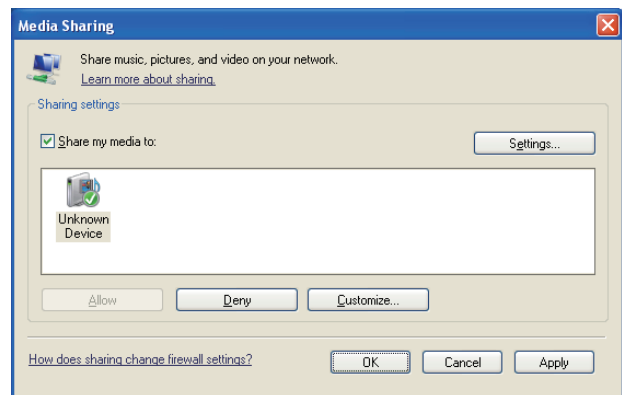 Media Sharing
Share music, pictures, and video on your network.
Learn more about sharing.
Sharing settings
Share my media to:
Settings...
Unknown
Device
Allow
Deny
Customize...
How does sharing change firewall settings?
OK
Cancel
Apply